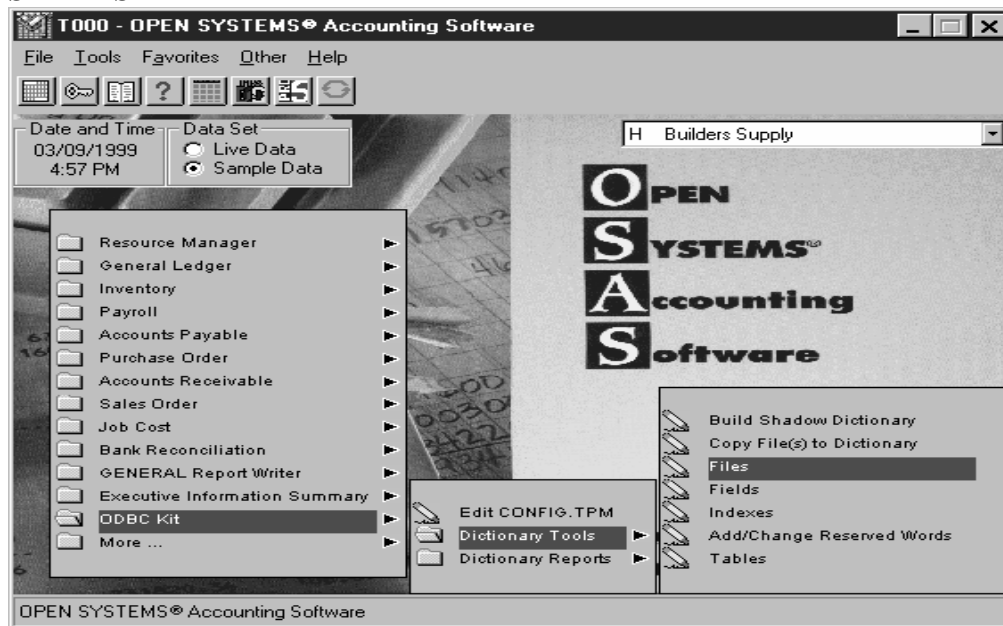 T000 - OPEN SYSTEMS® Accounting Software
File Tools Favorites Other Help
Date and Time
03/09/1999
4:57 PM
Data Set
Live Data
Sample Data
H Builders Supply
OPEN
SYSTEMS®
Accounting
Software
Resource Manager
General Ledger
Inventory
Payroll
Accounts Payable
Purchase Order
Accounts Receivable
Sales Order
Job Cost
Bank Reconciliation
GENERAL Report Writer
Executive Information Summary
ODBC Kit
More ...
Edit CONFIG.TPM
Dictionary Tools
Dictionary Reports
Build Shadow Dictionary
Copy File(s) to Dictionary
Files
Fields
Indexes
Add/Change Reserved Words
Tables
OPEN SYSTEMS® Accounting Software